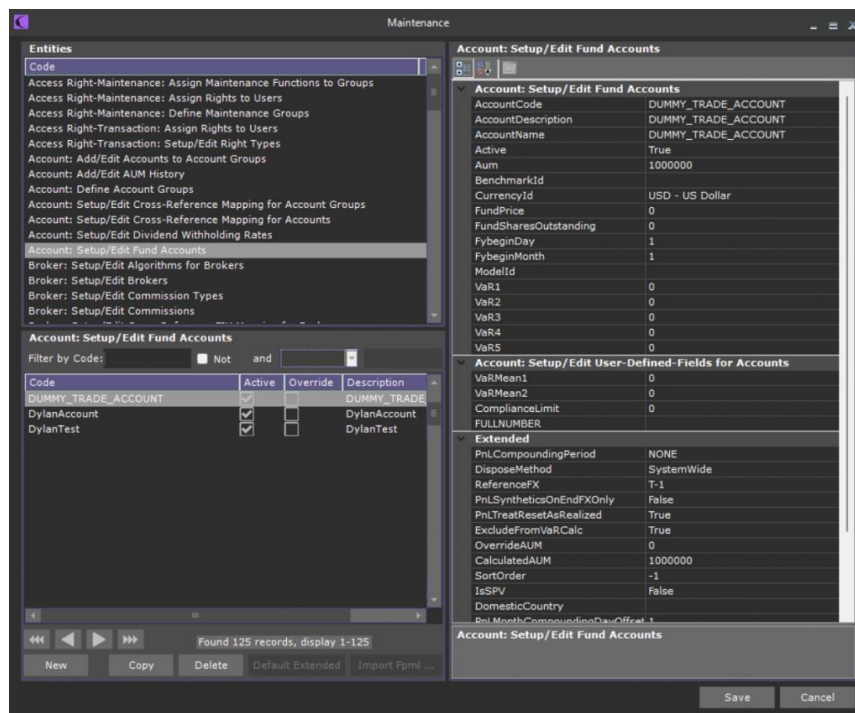 Maintenance
Entities
Code
Access Right-Maintenance: Assign Maintenance Functions to Groups
Access Right-Maintenance: Assign Rights to Users
Access Right-Maintenance: Define Maintenance Groups
Access Right-Transaction: Assign Rights to Users
Access Right-Transaction: Setup/Edit Right Types
Account: Add/Edit Accounts to Account Groups
Account: Add/Edit AUM History
Account: Define Account Groups
Account: Setup/Edit Cross-Reference Mapping for Account Groups
Account: Setup/Edit Cross-Reference Mapping for Accounts
Account: Setup/Edit Dividend Withholding Rates
Account: Setup/Edit Fund Accounts
Broker: Setup/Edit Algorithms for Brokers
Broker: Setup/Edit Brokers
Broker: Setup/Edit Commission Types
Broker: Setup/Edit Commissions
Account: Setup/Edit Fund Accounts
Filter by Code: Not and
Code Active Override Description
DUMMY_TRADE_ACCOUNT DUMMY_TRADE
DylanAccount DylanAccount
DylanTest DylanTest
Found 125 records, display 1-125
New Copy Delete Default Extended Import Fpml ...
Account: Setup/Edit Fund Accounts
Account: Setup/Edit Fund Accounts
AccountCode DUMMY_TRADE_ACCOUNT
AccountDescription DUMMY_TRADE_ACCOUNT
AccountName DUMMY_TRADE_ACCOUNT
Active True
Aum 1000000
BenchmarkId
CurrencyId USD - US Dollar
FundPrice 0
FundSharesOutstanding 0
FybeginDay 1
FybeginMonth 1
ModelId
VaR1 0
VaR2 0
VaR3 0
VaR4 0
VaR5 0
Account: Setup/Edit User-Defined-Fields for Accounts
VaRMean1 0
VaRMean2 0
ComplianceLimit 0
FULLNUMBER
Extended
PnLCompoundingPeriod NONE
DisposeMethod SystemWide
ReferenceFX T-1
PnLSyntheticsOnEndFXOnly False
PnLTreatResetAsRealized True
ExcludeFromVaRCalc True
OverrideAUM 0
CalculatedAUM 1000000
SortOrder -1
IsSPV False
DomesticCountry
PnLMonthCompoundingDayOffset 1
Account: Setup/Edit Fund Accounts
Save Cancel